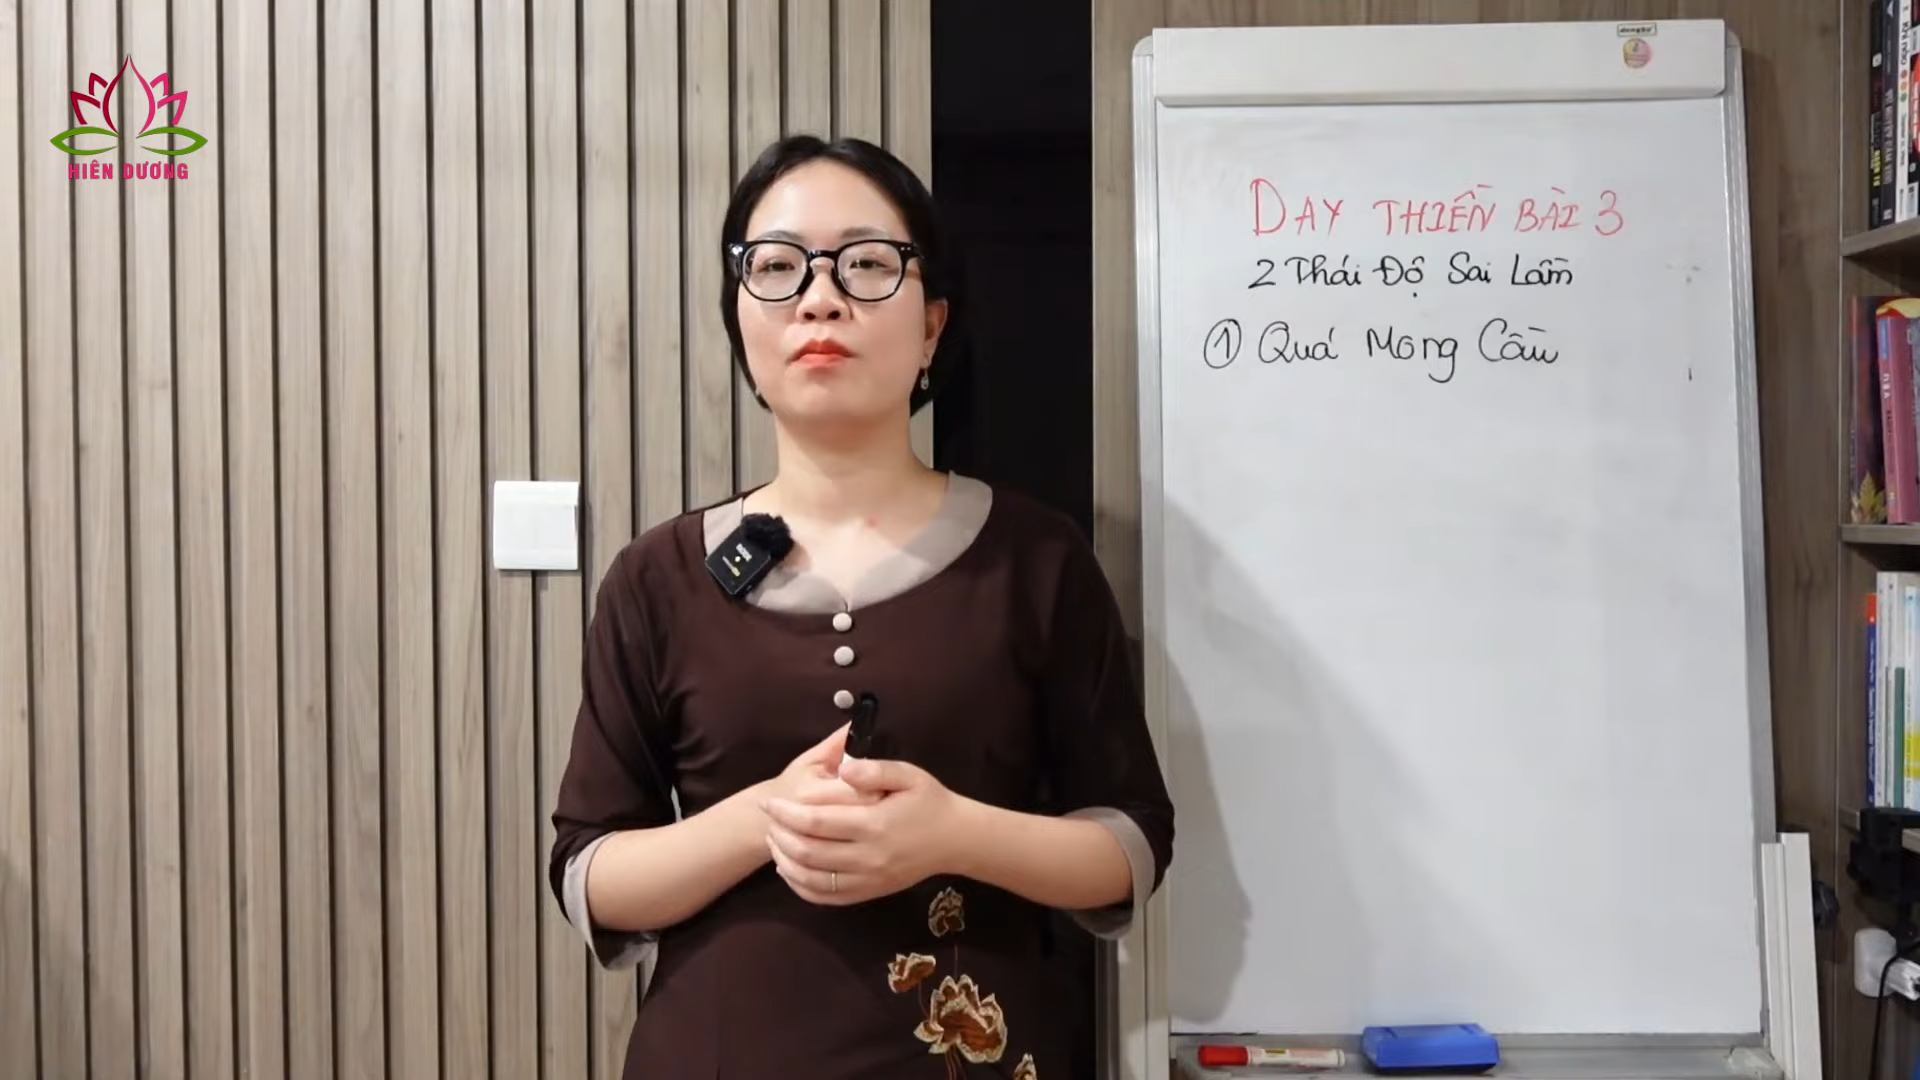 HIÊN DƯƠNG
DẠY THIỀN BÀI 3
2 Thái Độ Sai Lầm
① Quá Mong Cầu